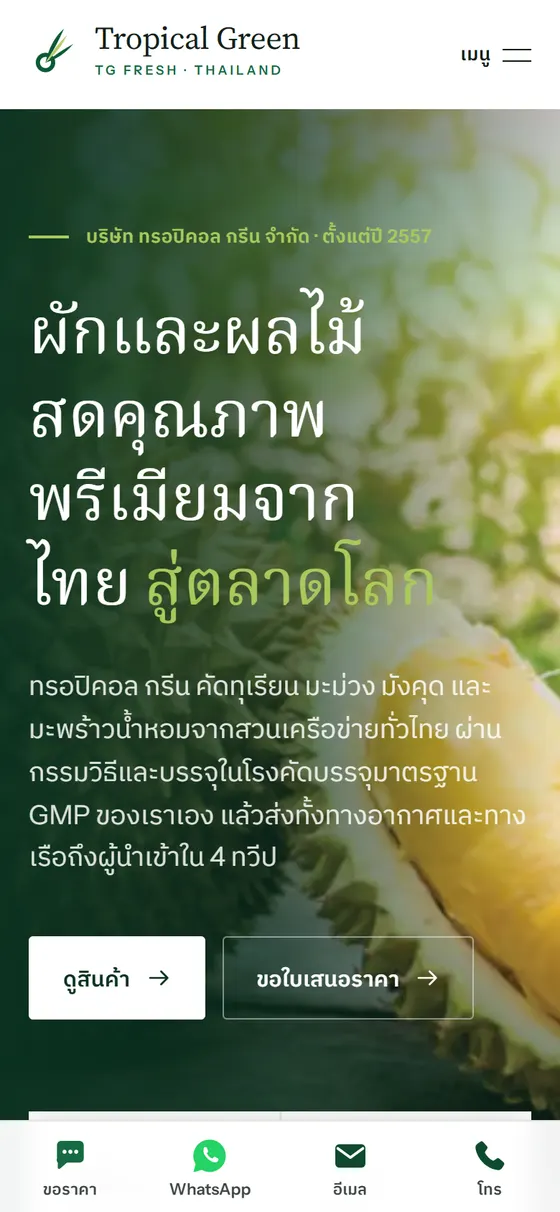 Tropical Green
TG FRESH · THAILAND
เมนู
บริษัท ทรอปิคอล กรีน จำกัด · ตั้งแต่ปี 2557
ผักและผลไม้
สดคุณภาพ
พรีเมียมจาก
ไทย สู่ตลาดโลก
ทรอปิคอล กรีน คัดทุเรียน มะม่วง มังคุด และ
มะพร้าวน้ำหอมจากสวนเครือข่ายทั่วไทย ผ่าน
กรรมวิธีและบรรจุในโรงคัดบรรจุมาตรฐาน
GMP ของเราเอง แล้วส่งทั้งทางอากาศและทาง
เรือถึงผู้นำเข้าใน 4 ทวีป
ดูสินค้า →
ขอใบเสนอราคา →
ขอราคา
WhatsApp
อีเมล
โทร